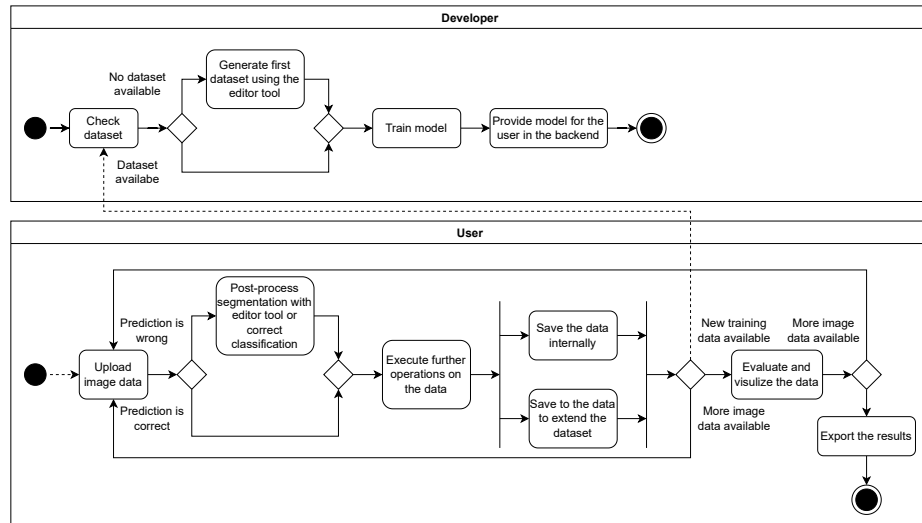 Developer
No dataset
available
Generate first
dataset using the
editor tool
Check
dataset
Train model
Provide model for the
user in the backend
Dataset
availabe
User
Prediction is
wrong
Post-process
segmentation with
editor tool or
correct
classification
Upload
image data
Prediction is
correct
Execute further
operations on
the data
Save the data
internally
Save to the data
to extend the
dataset
New training
data available
More image
data available
Evaluate and
visulize the data
More image
data available
Export the results